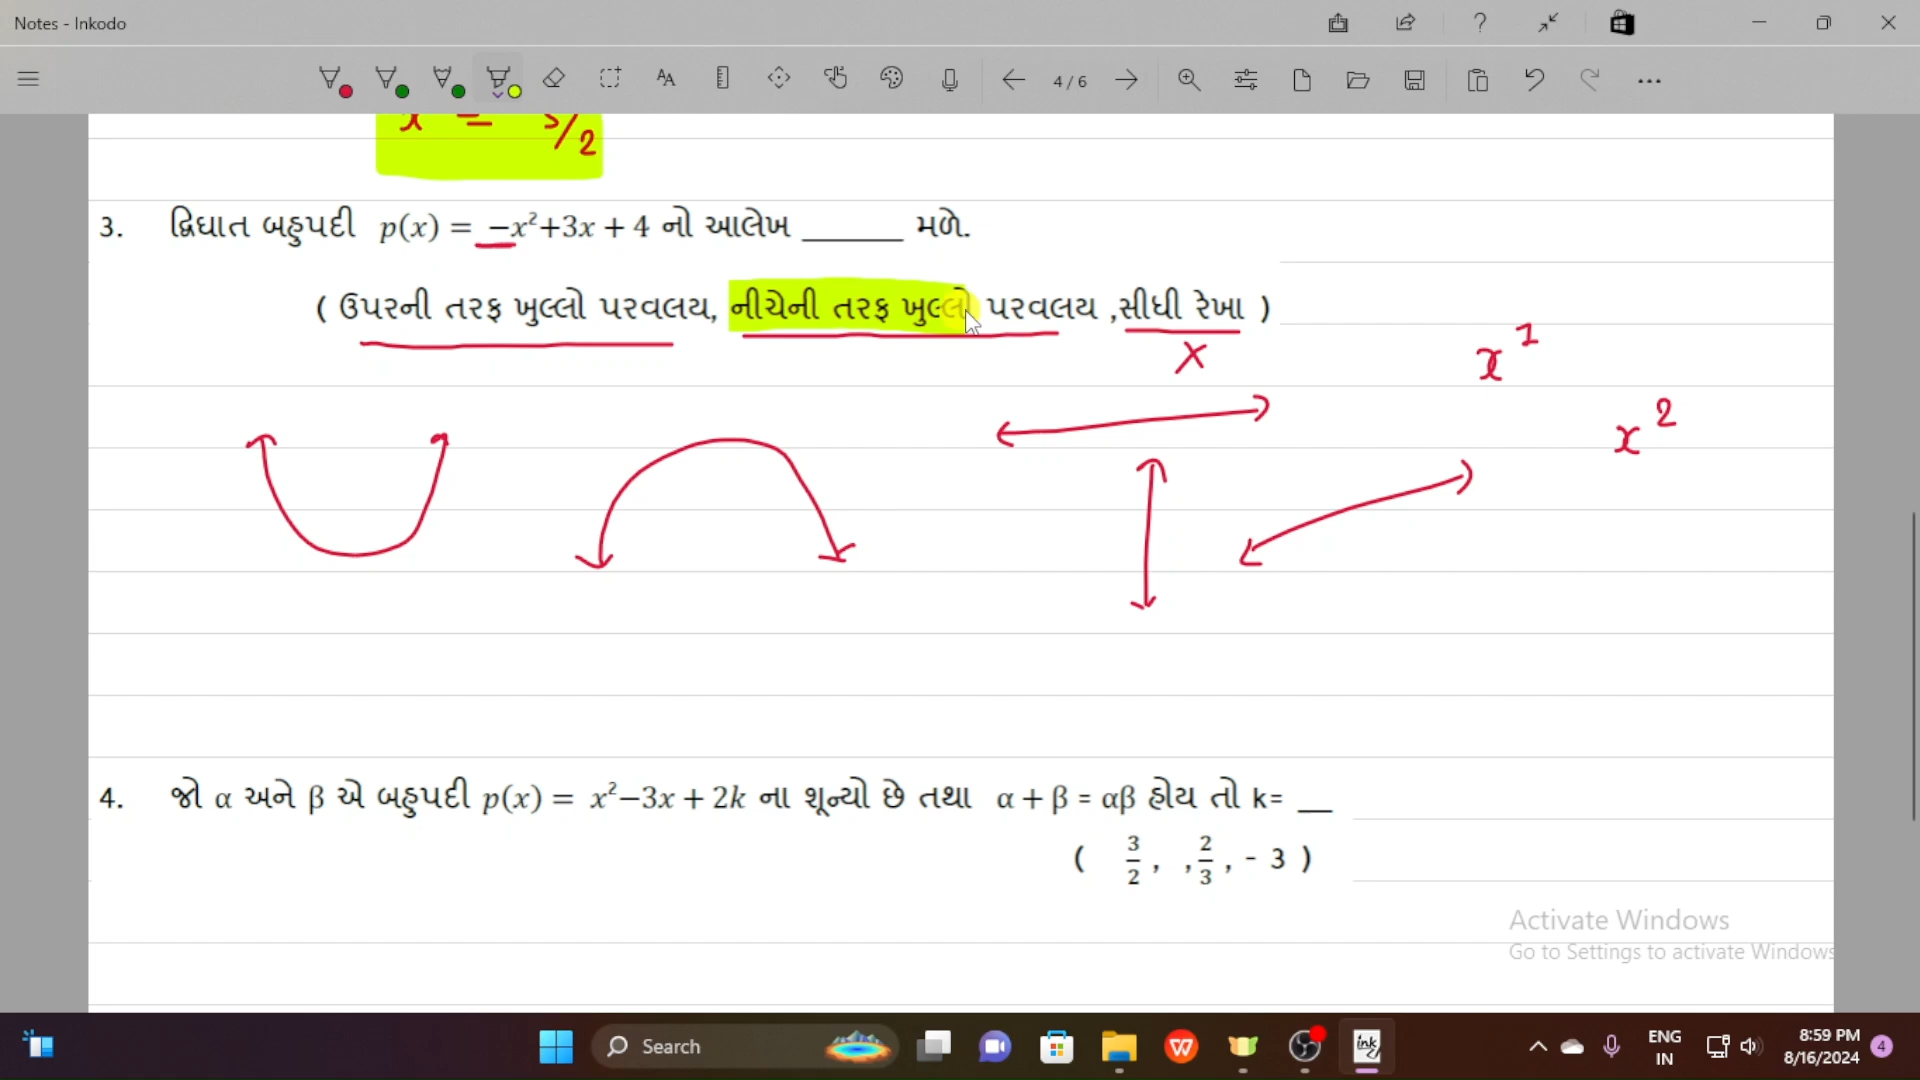 Notes - Inkodo
4 / 6
x = 5/2
3. દ્વિઘાત બહુપદી p(x) = −x²+3x + 4 નો આલેખ ______ મળે.
( ઉપરની તરફ ખુલ્લો પરવલય, નીચેની તરફ ખુલ્લો પરવલય ,સીધી રેખા )
x
x¹
x²
4. જો α અને β એ બહુપદી p(x) = x²−3x + 2k ના શૂન્યો છે તથા α + β = αβ હોય તો k= __
( 3/2 , ,2/3 , - 3 )
Activate Windows
Go to Settings to activate Windows
Search
ink
ENG
IN
8:59 PM
8/16/2024
4